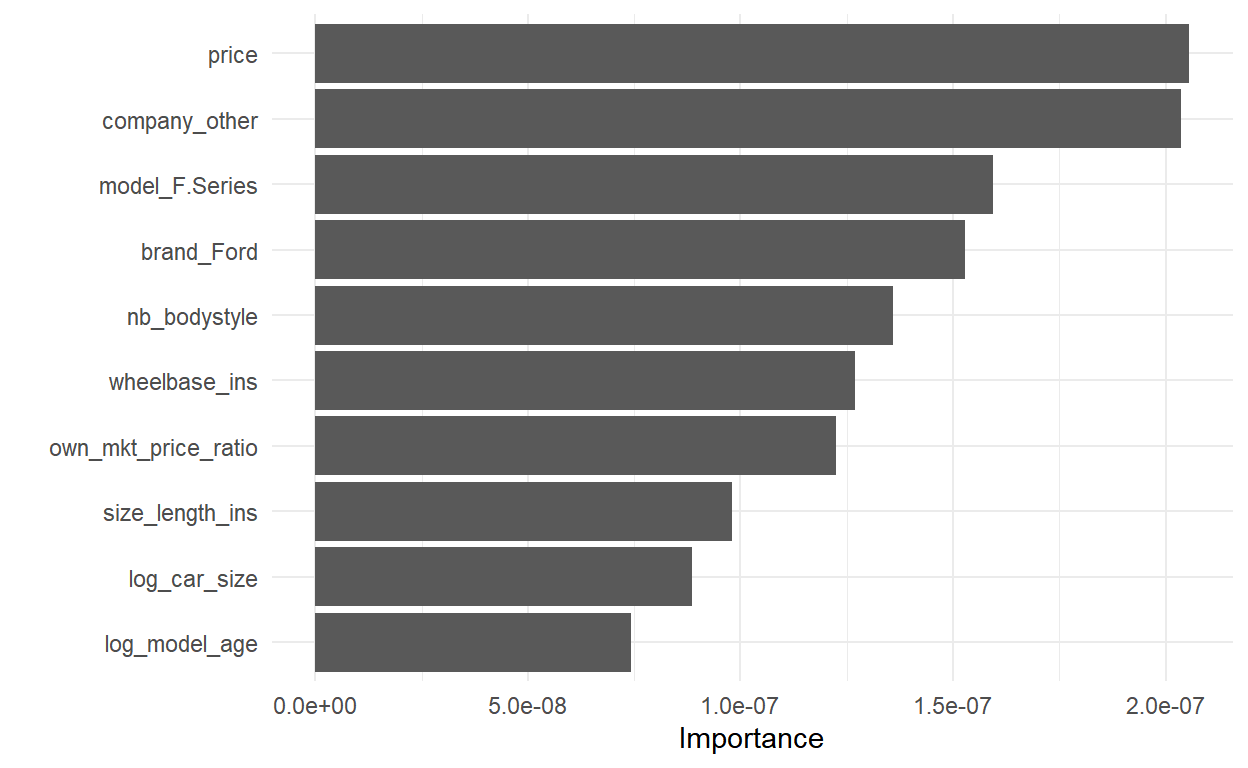 price
company_other
model_F.Series
brand_Ford
nb_bodystyle
wheelbase_ins
own_mkt_price_ratio
size_length_ins
log_car_size
log_model_age
0.0e+00 5.0e-08 1.0e-07 1.5e-07 2.0e-07
Importance